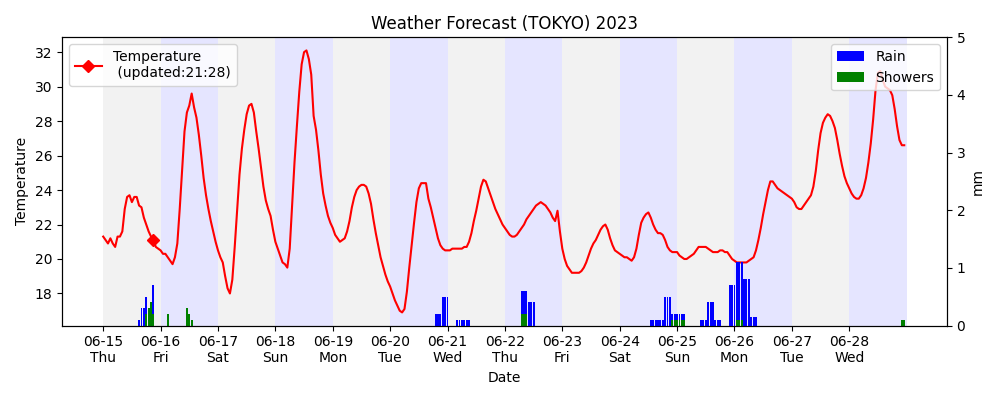 Weather Forecast (TOKYO) 2023
Temperature
(updated:21:28)
Rain
Showers
Temperature
32
30
28
26
24
22
20
18
5
4
3
2
1
0
mm
06-15 06-16 06-17 06-18 06-19 06-20 06-21 06-22 06-23 06-24 06-25 06-26 06-27 06-28
Thu Fri Sat Sun Mon Tue Wed Thu Fri Sat Sun Mon Tue Wed
Date